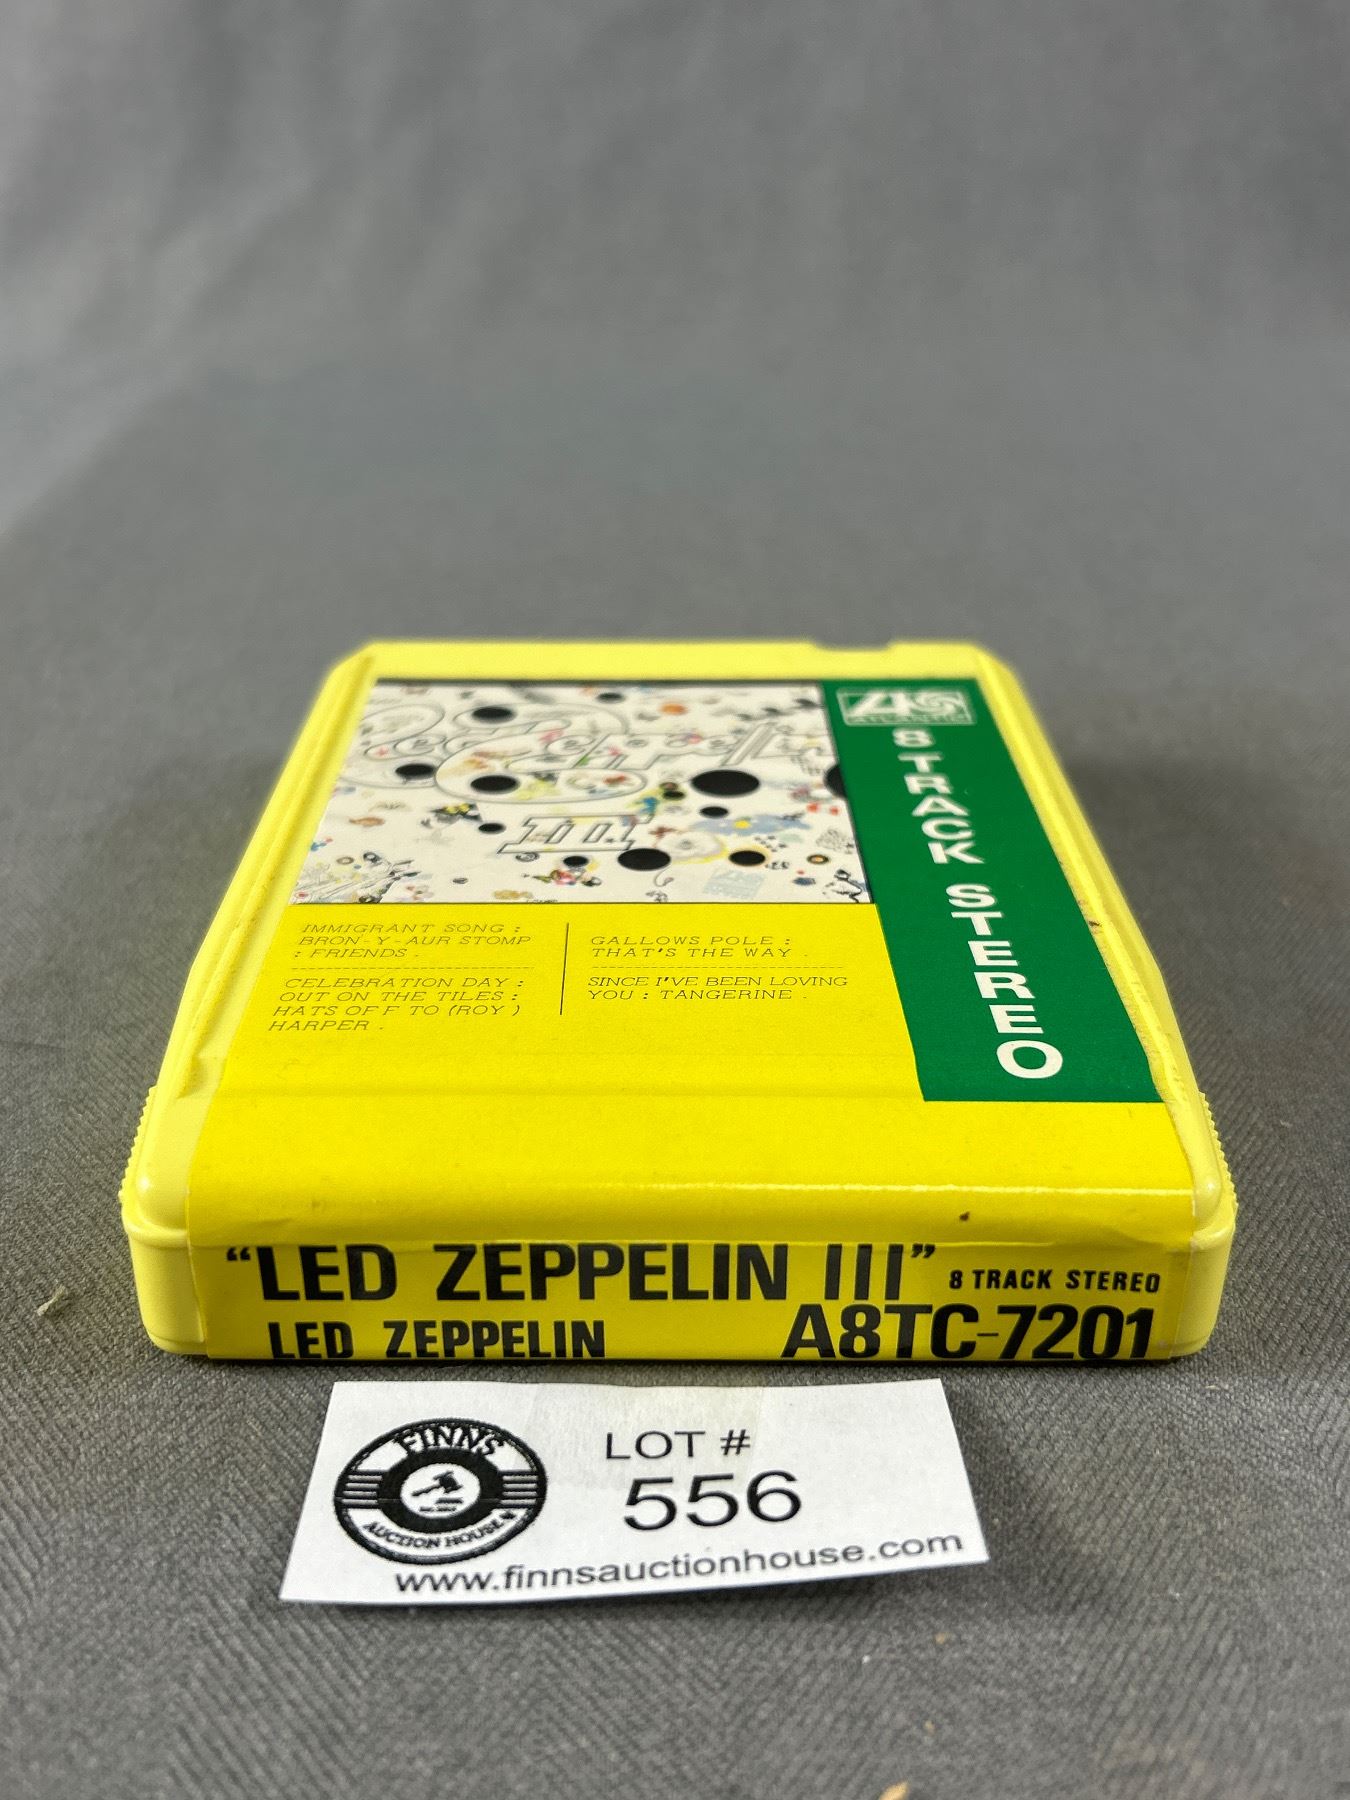 ATLANTIC
8 TRACK STEREO
IMMIGRANT SONG :
BRON-Y-AUR STOMP
: FRIENDS .
CELEBRATION DAY :
OUT ON THE TILES :
HATS OFF TO (ROY )
HARPER .
GALLOWS POLE :
THAT'S THE WAY .
SINCE I'VE BEEN LOVING
YOU : TANGERINE .
"LED ZEPPELIN III" 8 TRACK STEREO
LED ZEPPELIN A8TC-7201
FINNS
AUCTION HOUSE
LOT #
556
www.finnsauctionhouse.com